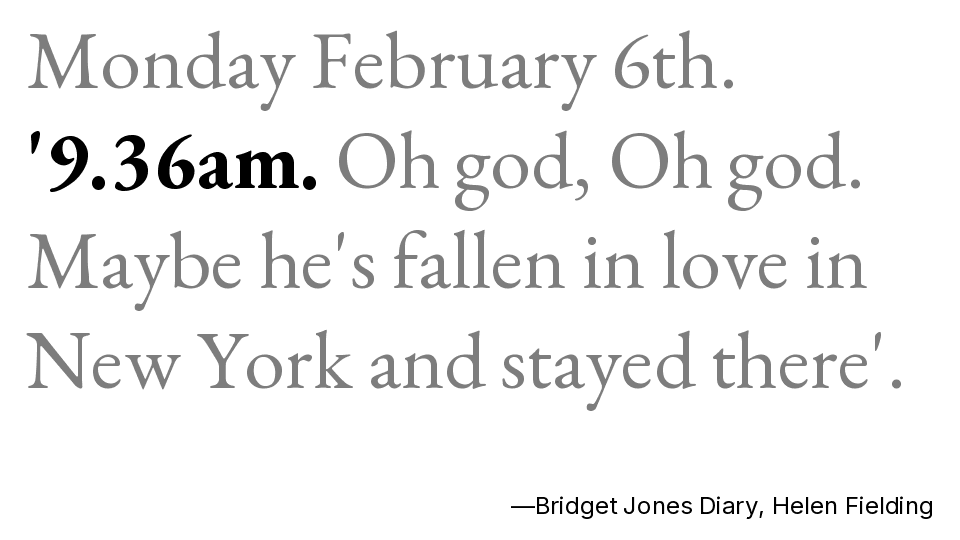 Monday February 6th.
'9.36am. Oh god, Oh god.
Maybe he's fallen in love in
New York and stayed there'.
—Bridget Jones Diary, Helen Fielding